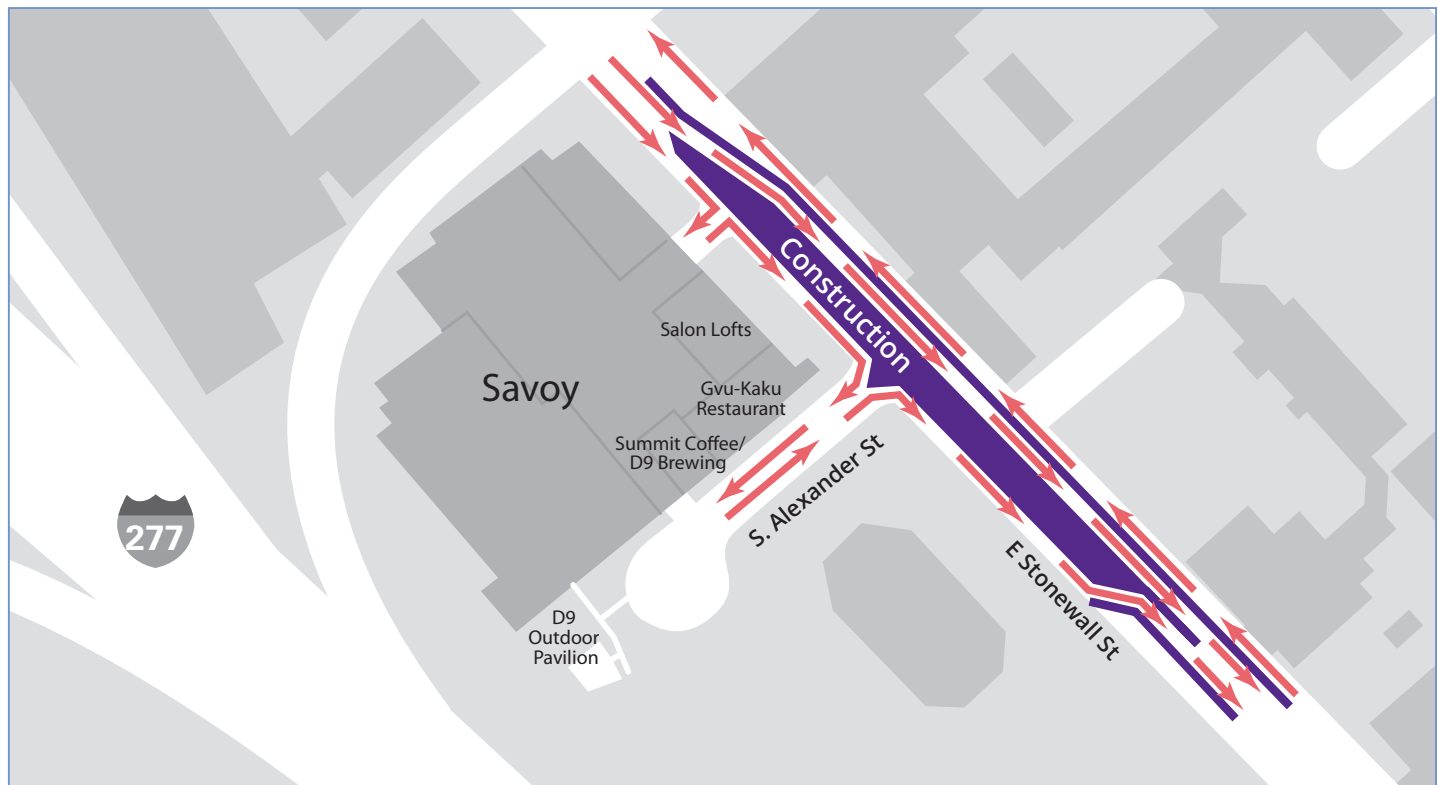 Construction
Salon Lofts
Savoy
Gvu-Kaku
Restaurant
Summit Coffee/
D9 Brewing
S. Alexander St
277
E Stonewall St
D9
Outdoor
Pavilion